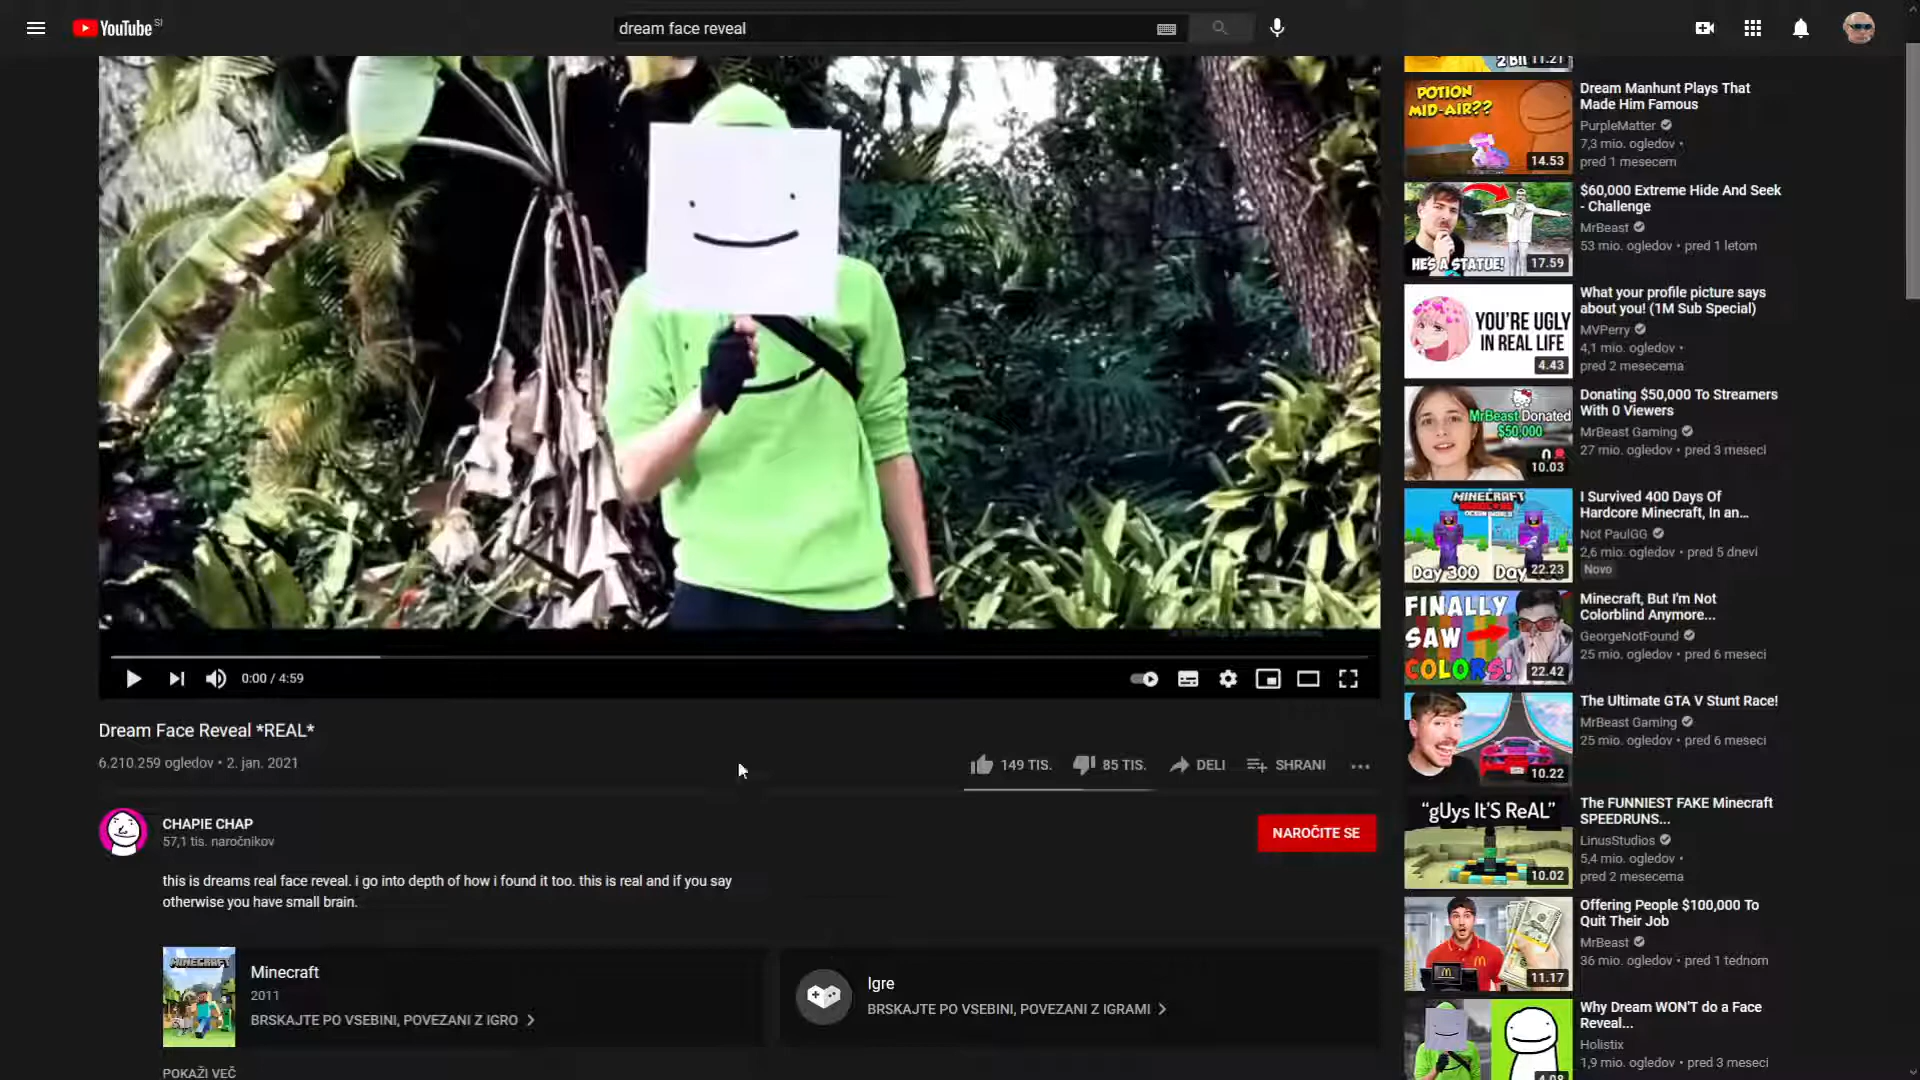 YouTube SI
dream face reveal
0:00 / 4:59
Dream Face Reveal *REAL*
6.210.259 ogledov • 2. jan. 2021
149 TIS.
85 TIS.
DELI
SHRANI
CHAPIE CHAP
57,1 tis. naročnikov
NAROČITE SE
this is dreams real face reveal. i go into depth of how i found it too. this is real and if you say
otherwise you have small brain.
MINECRAFT
Minecraft
2011
BRSKAJTE PO VSEBINI, POVEZANI Z IGRO
Igre
BRSKAJTE PO VSEBINI, POVEZANI Z IGRAMI
POKAŽI VEČ
11.21
POTION
MID-AIR??
14.53
Dream Manhunt Plays That
Made Him Famous
PurpleMatter
7,3 mio. ogledov •
pred 1 mesecem
HE'S A STATUE!
17.59
$60,000 Extreme Hide And Seek
- Challenge
MrBeast
53 mio. ogledov • pred 1 letom
YOU'RE UGLY
IN REAL LIFE
4.43
What your profile picture says
about you! (1M Sub Special)
MVPerry
4,1 mio. ogledov •
pred 2 mesecema
MrBeast Donated
$50,000
10.03
Donating $50,000 To Streamers
With 0 Viewers
MrBeast Gaming
27 mio. ogledov • pred 3 meseci
MINECRAFT
Day 300
Day
22.23
I Survived 400 Days Of
Hardcore Minecraft, In an...
Not PaulGG
2,6 mio. ogledov • pred 5 dnevi
Novo
FINALLY
SAW
COLORS!
22.42
Minecraft, But I'm Not
Colorblind Anymore...
GeorgeNotFound
25 mio. ogledov • pred 6 meseci
10.22
The Ultimate GTA V Stunt Race!
MrBeast Gaming
25 mio. ogledov • pred 6 meseci
“gUys It’S ReAL”
10.02
The FUNNIEST FAKE Minecraft
SPEEDRUNS...
LinusStudios
5,4 mio. ogledov •
pred 2 mesecema
11.17
Offering People $100,000 To
Quit Their Job
MrBeast
36 mio. ogledov • pred 1 tednom
Why Dream WON'T do a Face
Reveal...
Holistix
1,9 mio. ogledov • pred 3 meseci